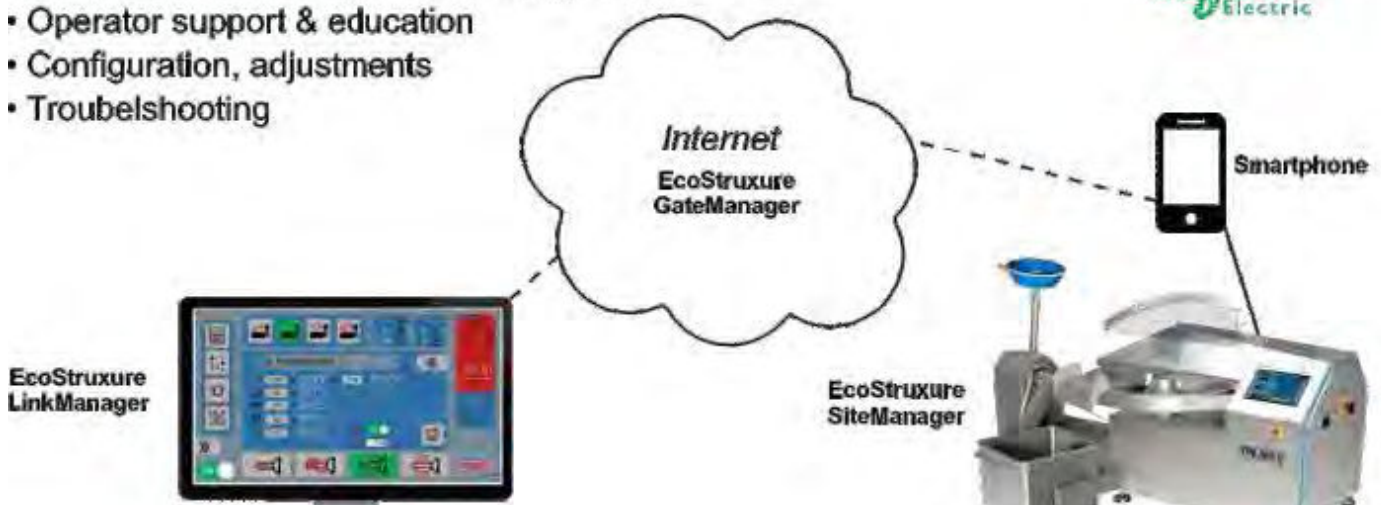 • Operator support & education
• Configuration, adjustments
• Troubelshooting
Electric
Internet
EcoStruxure
GateManager
Smartphone
EcoStruxure
LinkManager
EcoStruxure
SiteManager